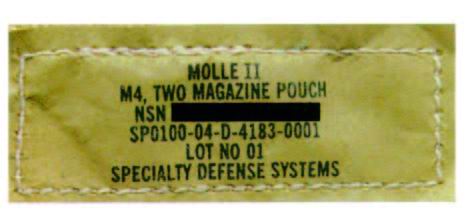 MOLLE II
M4, TWO MAGAZINE POUCH
NSN
SP0100-04-D-4183-0001
LOT NO 01
SPECIALTY DEFENSE SYSTEMS